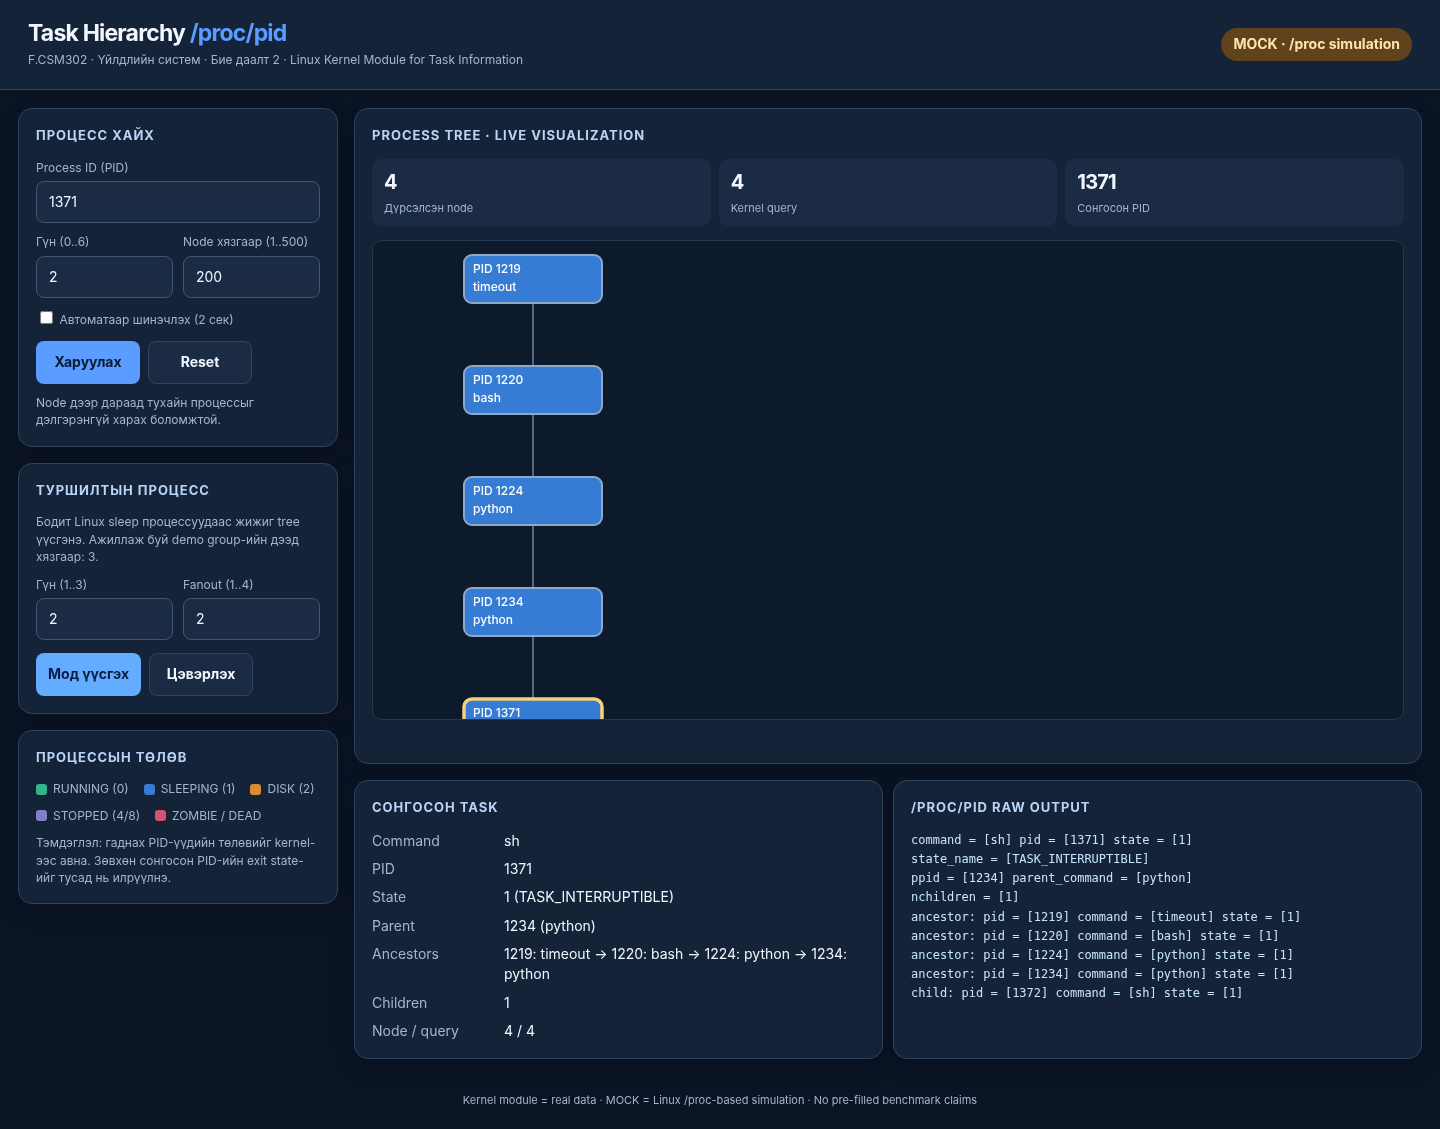 Task Hierarchy /proc/pid
F.CSM302 · Үйлдлийн систем · Бие даалт 2 · Linux Kernel Module for Task Information
MOCK · /proc simulation
ПРОЦЕСС ХАЙХ
Process ID (PID)
1371
Гүн (0..6)
Node хязгаар (1..500)
2
200
Автоматаар шинэчлэх (2 сек)
Харуулах
Reset
Node дээр дараад тухайн процессыг
дэлгэрэнгүй харах боломжтой.
ТУРШИЛТЫН ПРОЦЕСС
Бодит Linux sleep процессуудаас жижиг tree
үүсгэнэ. Ажиллаж буй demo group-ийн дээд
хязгаар: 3.
Гүн (1..3)
Fanout (1..4)
2
2
Мод үүсгэх
Цэвэрлэх
ПРОЦЕССЫН ТӨЛӨВ
RUNNING (0)
SLEEPING (1)
DISK (2)
STOPPED (4/8)
ZOMBIE / DEAD
Тэмдэглэл: гаднах PID-үүдийн төлөвийг kernel-
ээс авна. Зөвхөн сонгосон PID-ийн exit state-
ийг тусад нь илрүүлнэ.
PROCESS TREE · LIVE VISUALIZATION
4
Дүрсэлсэн node
4
Kernel query
1371
Сонгосон PID
PID 1219
timeout
PID 1220
bash
PID 1224
python
PID 1234
python
PID 1371
СОНГОСОН TASK
Command sh
PID 1371
State 1 (TASK_INTERRUPTIBLE)
Parent 1234 (python)
Ancestors 1219: timeout → 1220: bash → 1224: python → 1234:
python
Children 1
Node / query 4 / 4
/PROC/PID RAW OUTPUT
command = [sh] pid = [1371] state = [1]
state_name = [TASK_INTERRUPTIBLE]
ppid = [1234] parent_command = [python]
nchildren = [1]
ancestor: pid = [1219] command = [timeout] state = [1]
ancestor: pid = [1220] command = [bash] state = [1]
ancestor: pid = [1224] command = [python] state = [1]
ancestor: pid = [1234] command = [python] state = [1]
child: pid = [1372] command = [sh] state = [1]
Kernel module = real data · MOCK = Linux /proc-based simulation · No pre-filled benchmark claims